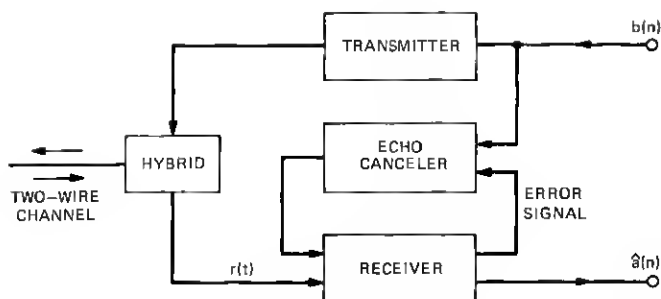 TRANSMITTER
b(n)
HYBRID
TWO-WIRE
CHANNEL
ECHO
CANCELER
ERROR
SIGNAL
r(t)
RECEIVER
â(n)